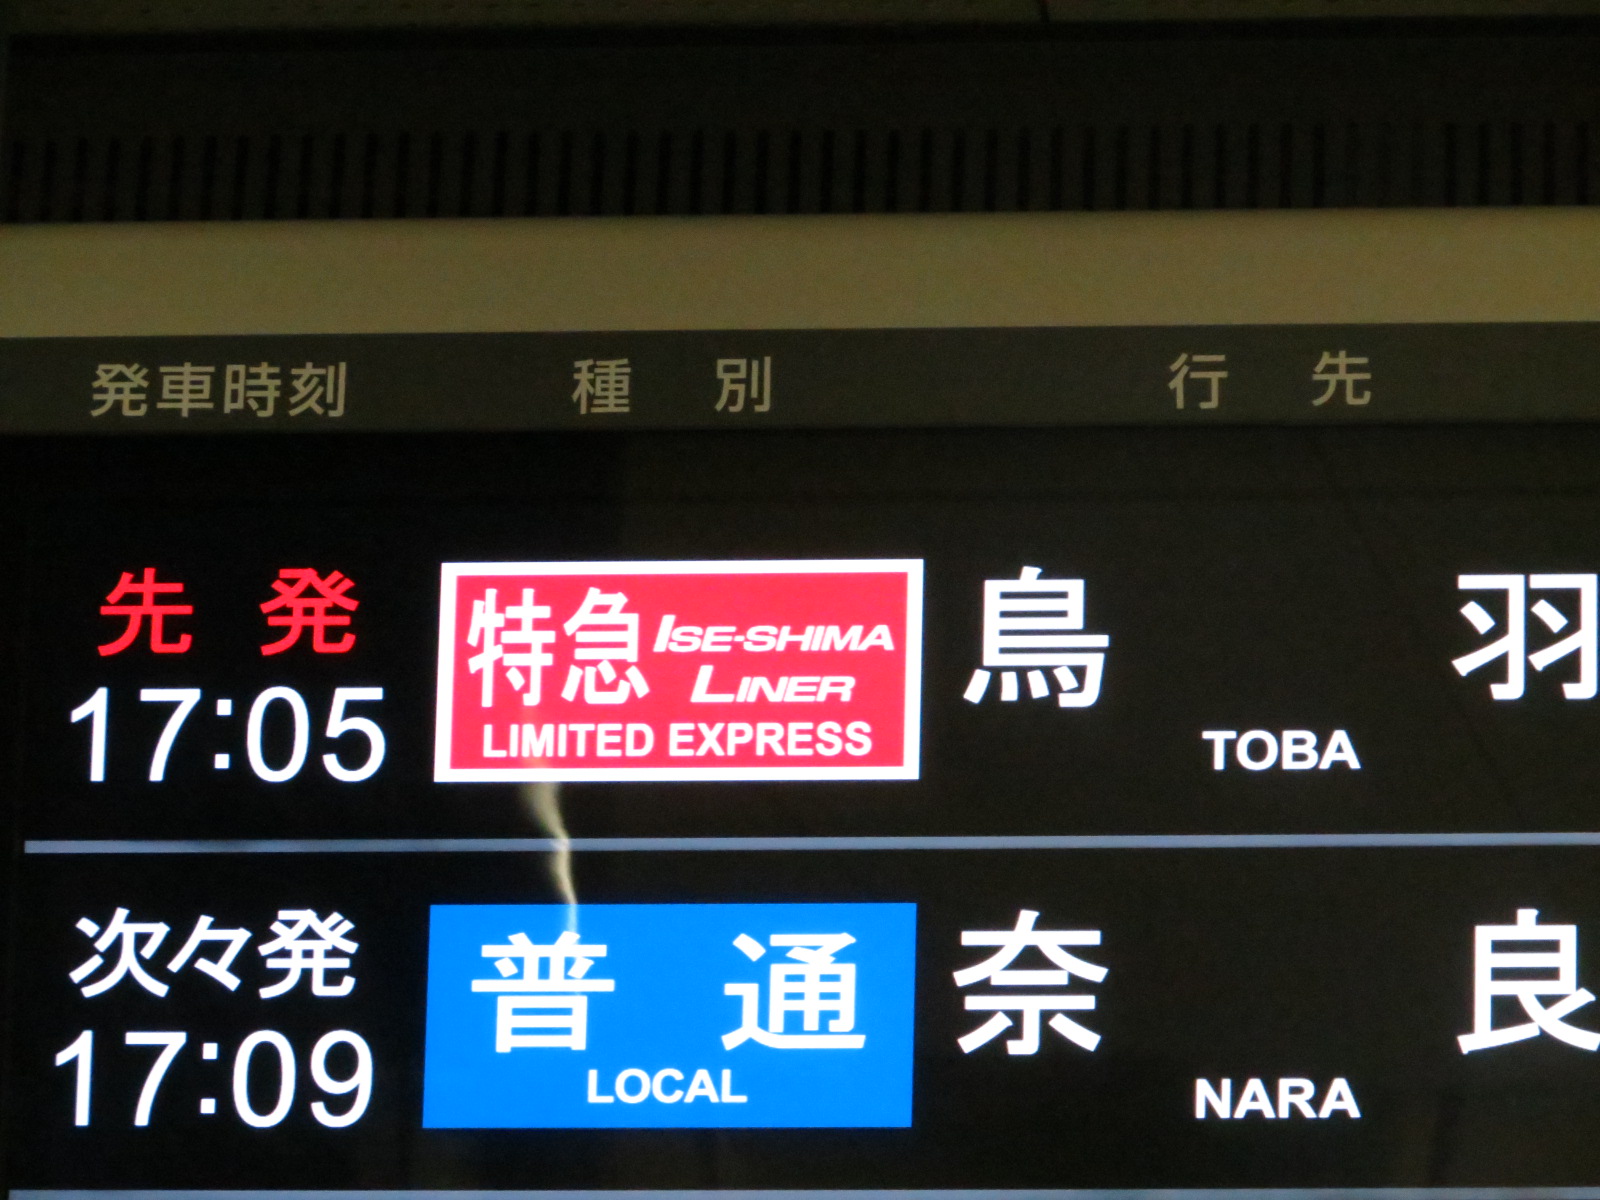 発車時刻 種別 行先
先発 特急 ISE-SHIMA LINER 鳥羽
17:05 LIMITED EXPRESS TOBA
次々発 普通 奈良
17:09 LOCAL NARA